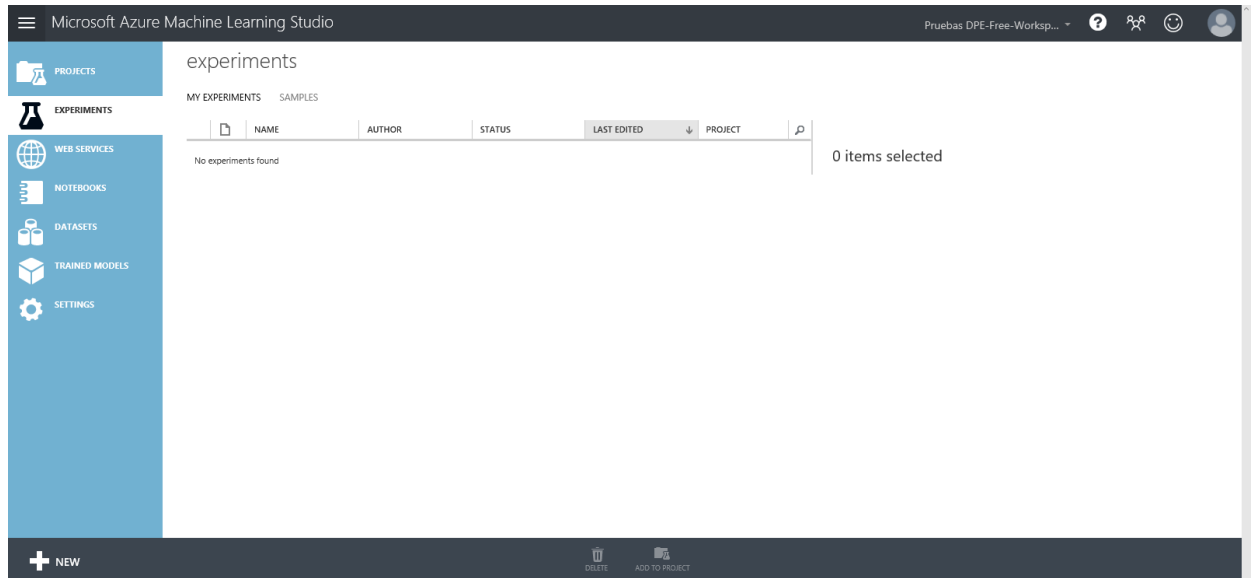 Microsoft Azure Machine Learning Studio
Pruebas DPE-Free-Worksp...
?
PROJECTS
EXPERIMENTS
WEB SERVICES
NOTEBOOKS
DATASETS
TRAINED MODELS
SETTINGS
experiments
MY EXPERIMENTS SAMPLES
NAME AUTHOR STATUS LAST EDITED PROJECT
No experiments found
0 items selected
NEW
DELETE ADD TO PROJECT